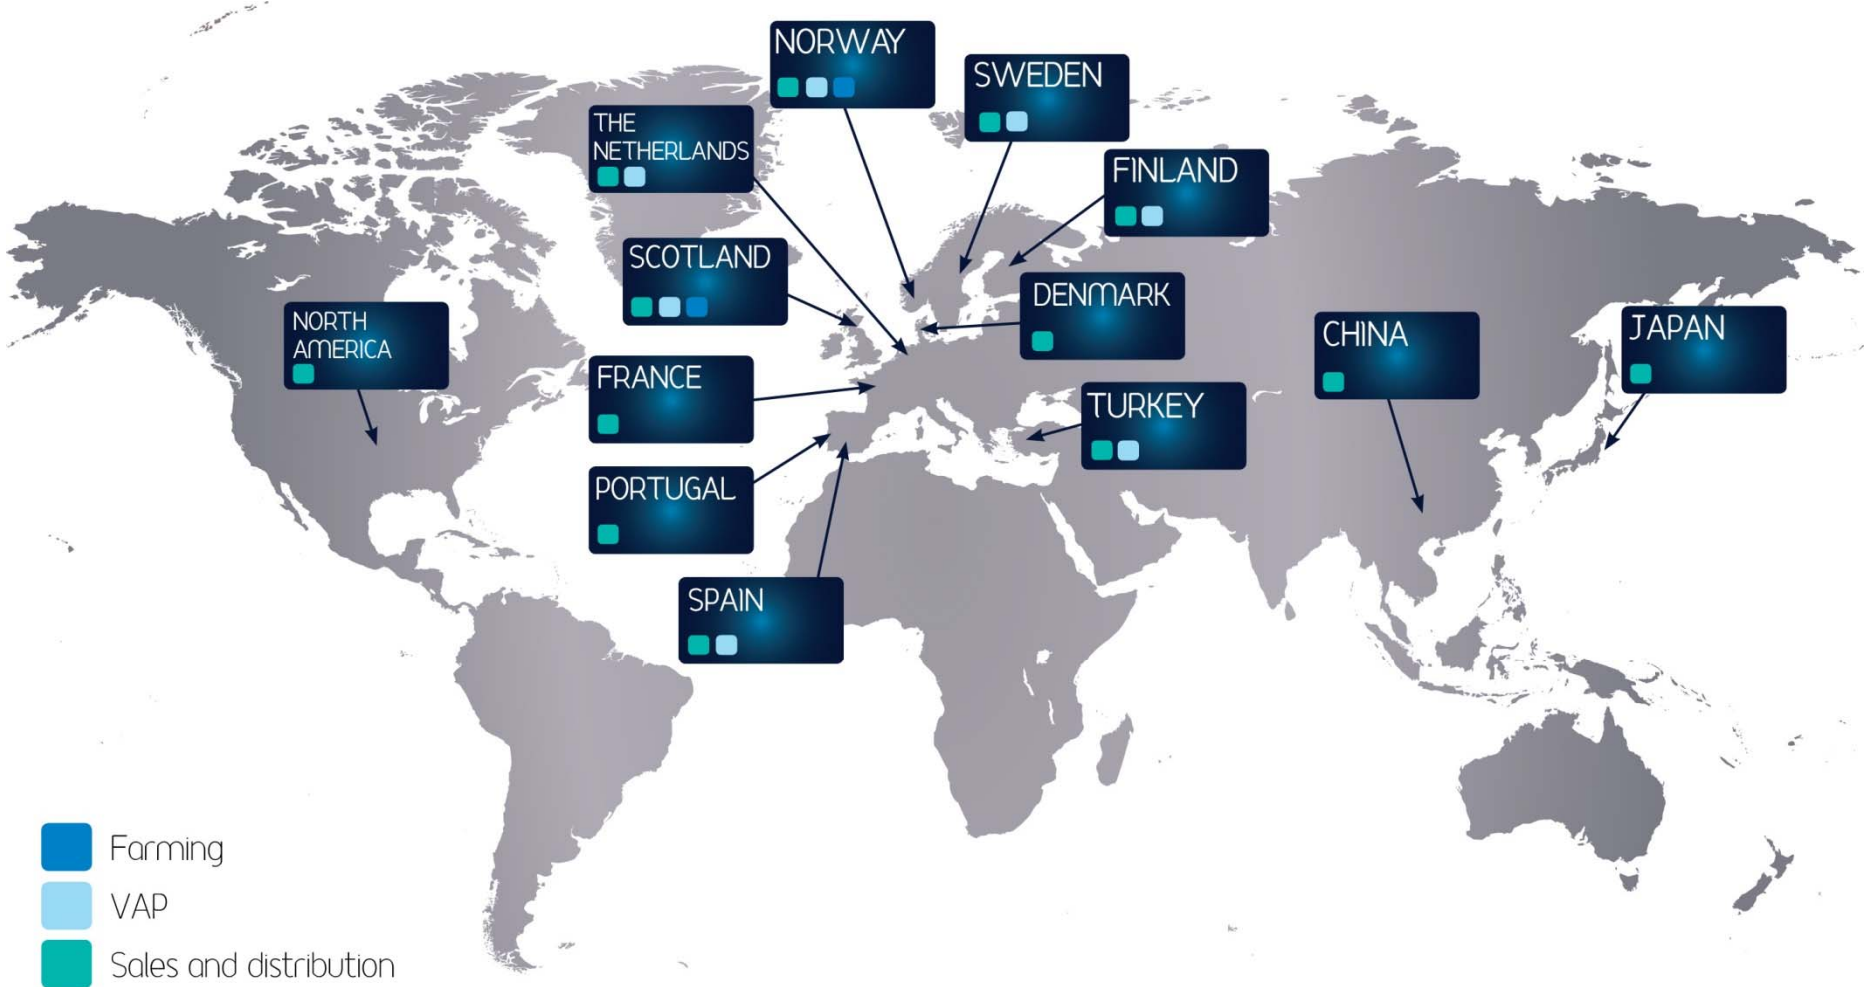 NORWAY
SWEDEN
THE
NETHERLANDS
FINLAND
SCOTLAND
DENMARK
NORTH
AMERICA
CHINA
JAPAN
FRANCE
TURKEY
PORTUGAL
SPAIN
Farming
VAP
Sales and distribution